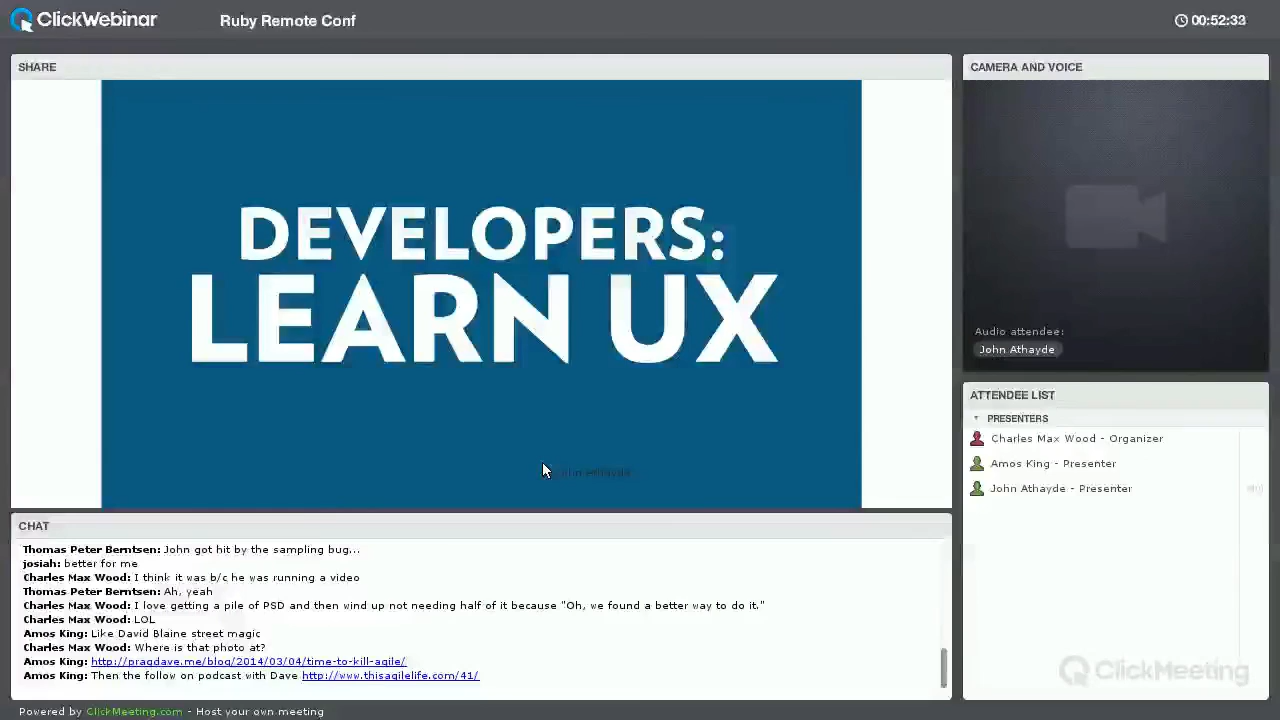 ClickWebinar
Ruby Remote Conf
00:52:33
SHARE
CAMERA AND VOICE
DEVELOPERS:
LEARN UX
John Athayde
Audio attendee:
John Athayde
ATTENDEE LIST
PRESENTERS
Charles Max Wood - Organizer
Amos King - Presenter
John Athayde - Presenter
CHAT
Thomas Peter Berntsen: John got hit by the sampling bug...
josiah: better for me
Charles Max Wood: I think it was b/c he was running a video
Thomas Peter Berntsen: Ah, yeah
Charles Max Wood: I love getting a pile of PSD and then wind up not needing half of it because "Oh, we found a better way to do it."
Charles Max Wood: LOL
Amos King: Like David Blaine street magic
Charles Max Wood: Where is that photo at?
Amos King: http://pragdave.me/blog/2014/03/04/time-to-kill-agile/
Amos King: Then the follow on podcast with Dave http://www.thisagilelife.com/41/
ClickMeeting
Powered by ClickMeeting.com - Host your own meeting